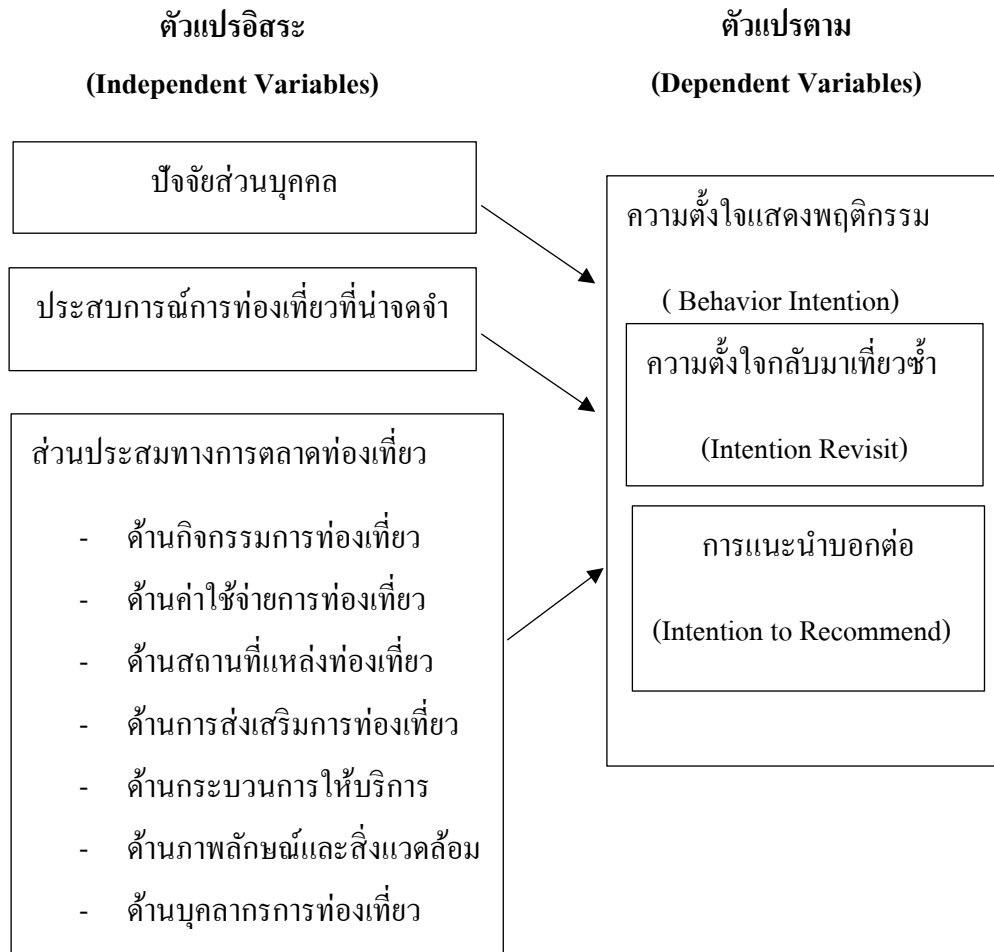 ตัวแปรอิสระ
(Independent Variables)
ปัจจัยส่วนบุคคล
ประสบการณ์การท่องเที่ยวที่น่าจดจำ
ส่วนประสมทางการตลาดท่องเที่ยว
- ด้านกิจกรรมการท่องเที่ยว
- ด้านค่าใช้จ่ายการท่องเที่ยว
- ด้านสถานที่แหล่งท่องเที่ยว
- ด้านการส่งเสริมการท่องเที่ยว
- ด้านกระบวนการให้บริการ
- ด้านภาพลักษณ์และสิ่งแวดล้อม
- ด้านบุคลากรการท่องเที่ยว
ตัวแปรตาม
(Dependent Variables)
ความตั้งใจแสดงพฤติกรรม
( Behavior Intention)
ความตั้งใจกลับมาเที่ยวซ้ำ
(Intention Revisit)
การแนะนำบอกต่อ
(Intention to Recommend)